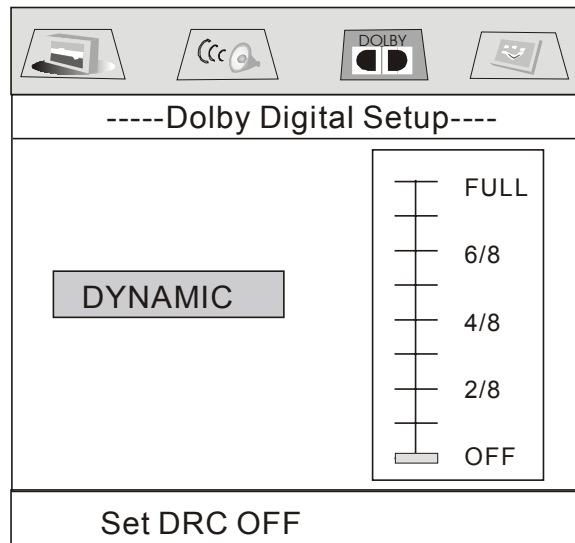 DOLBY
-----Dolby Digital Setup----
DYNAMIC
FULL
6/8
4/8
2/8
OFF
Set DRC OFF